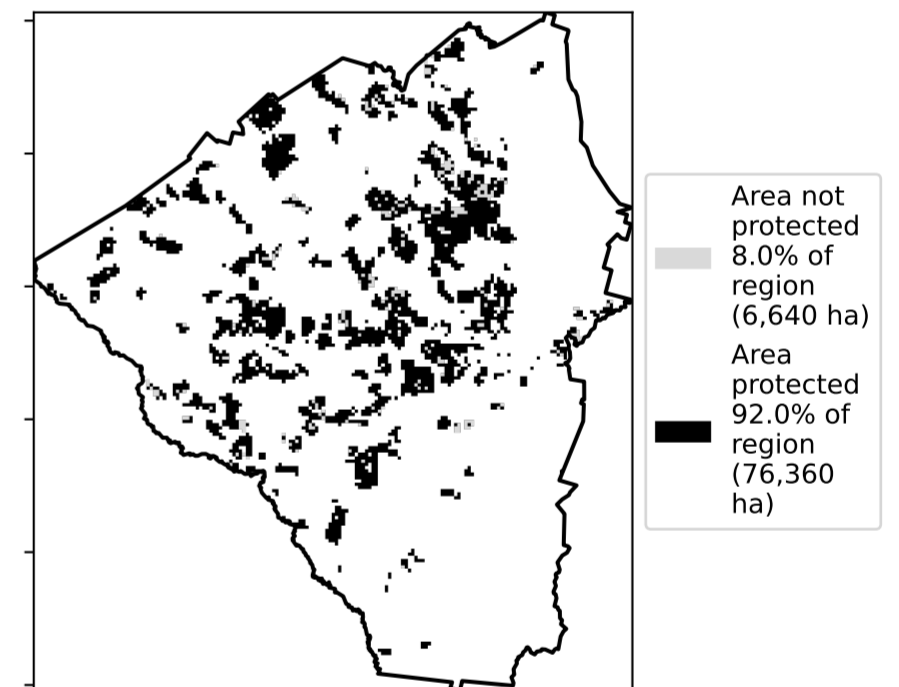 Area not
protected
8.0% of
region
(6,640 ha)
Area
protected
92.0% of
region
(76,360
ha)